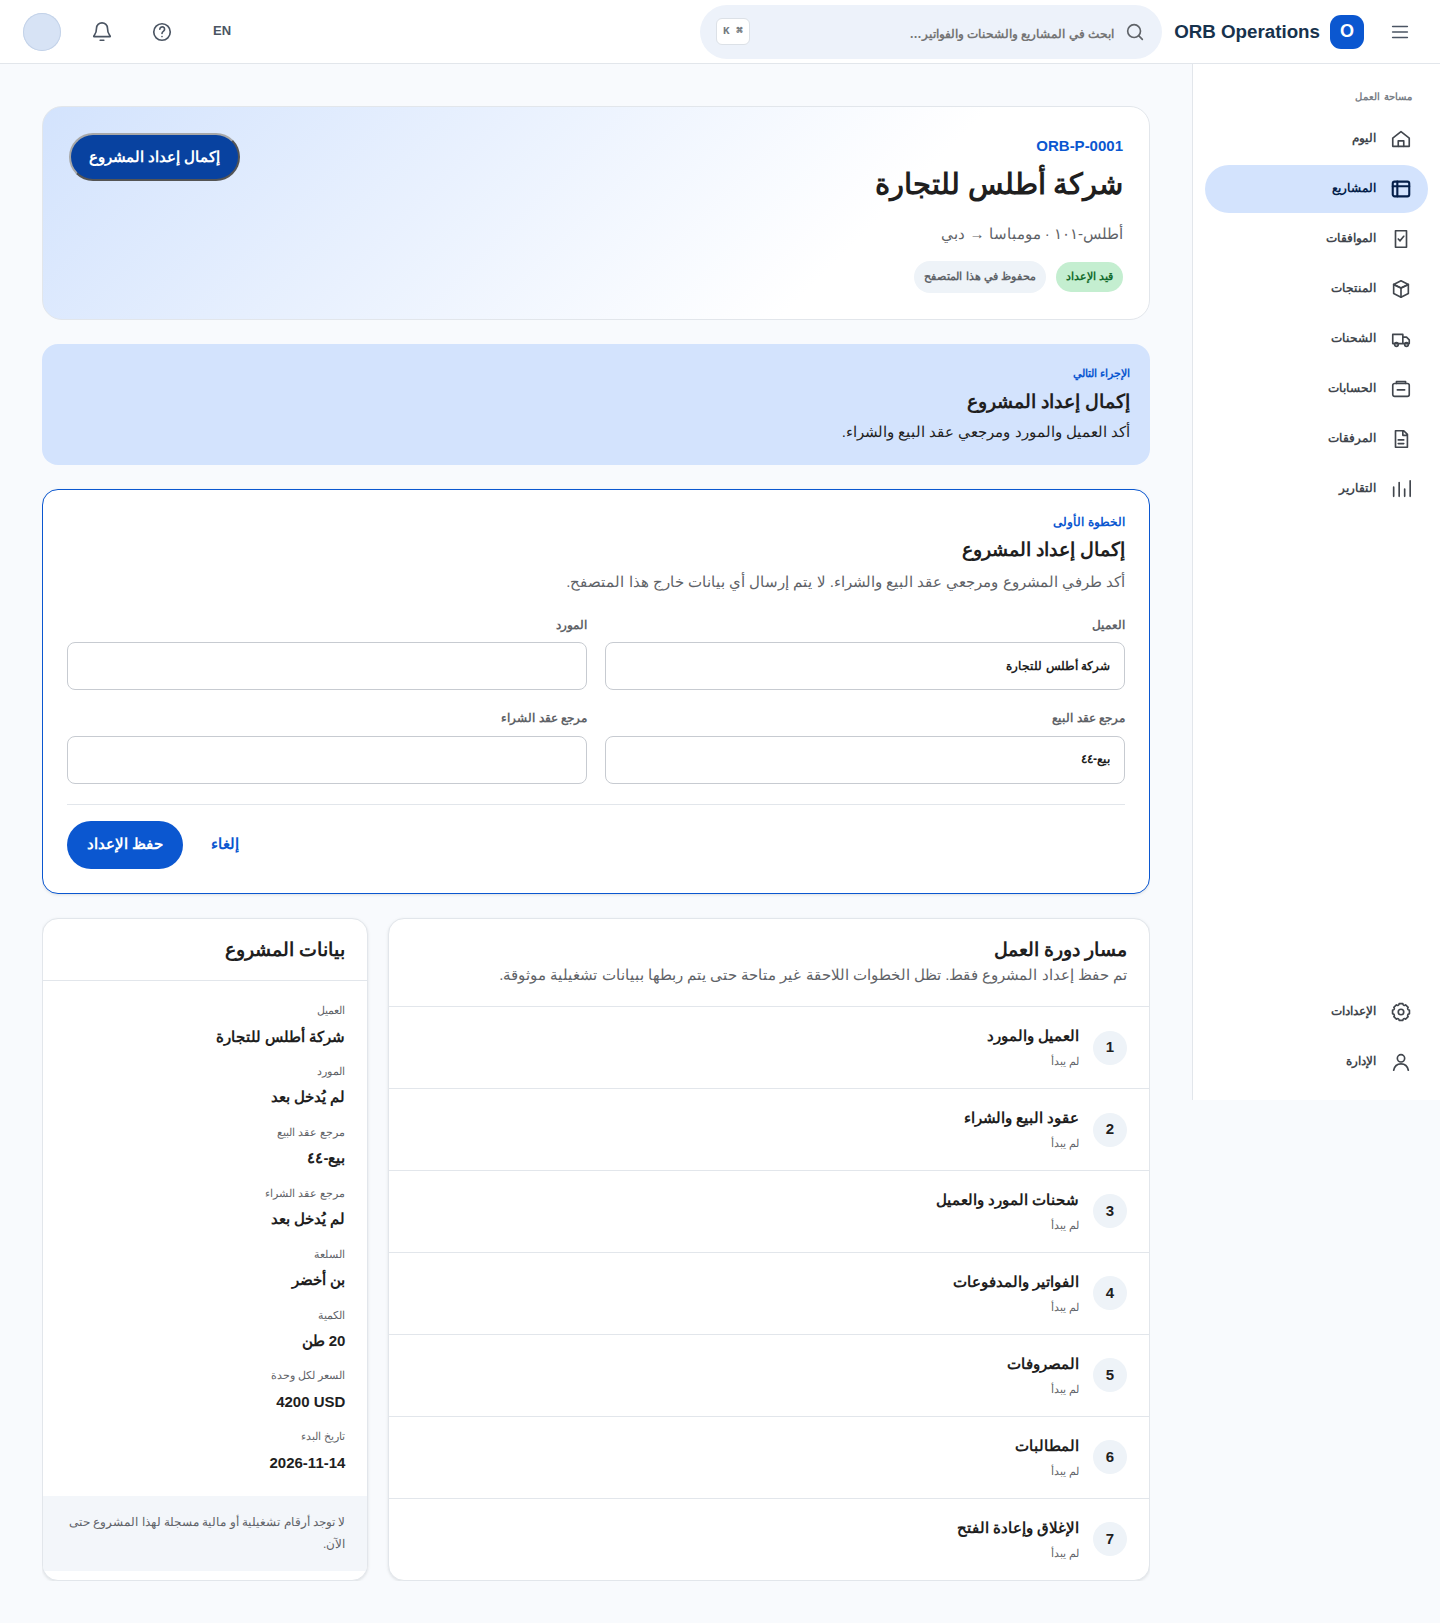 ORB Operations
O
ابحث في المشاريع والشحنات والفواتير...
⌘ K
EN
مساحة العمل
اليوم
المشاريع
الموافقات
المنتجات
الشحنات
الحسابات
المرفقات
التقارير
الإعدادات
الإدارة
ORB-P-0001
شركة أطلس للتجارة
أطلس-١٠١ · مومباسا → دبي
قيد الإعداد
محفوظ في هذا المتصفح
إكمال إعداد المشروع
الإجراء التالي
إكمال إعداد المشروع
أكد العميل والمورد ومرجعي عقد البيع والشراء.
الخطوة الأولى
إكمال إعداد المشروع
أكد طرفي المشروع ومرجعي عقد البيع والشراء. لا يتم إرسال أي بيانات خارج هذا المتصفح.
العميل
شركة أطلس للتجارة
المورد
مرجع عقد البيع
بيع-٤٤
مرجع عقد الشراء
إلغاء
حفظ الإعداد
مسار دورة العمل
تم حفظ إعداد المشروع فقط. تظل الخطوات اللاحقة غير متاحة حتى يتم ربطها ببيانات تشغيلية موثوقة.
1
العميل والمورد
لم يبدأ
2
عقود البيع والشراء
لم يبدأ
3
شحنات المورد والعميل
لم يبدأ
4
الفواتير والمدفوعات
لم يبدأ
5
المصروفات
لم يبدأ
6
المطالبات
لم يبدأ
7
الإغلاق وإعادة الفتح
لم يبدأ
بيانات المشروع
العميل
شركة أطلس للتجارة
المورد
لم يُدخل بعد
مرجع عقد البيع
بيع-٤٤
مرجع عقد الشراء
لم يُدخل بعد
السلعة
بن أخضر
الكمية
20 طن
السعر لكل وحدة
4200 USD
تاريخ البدء
2026-11-14
لا توجد أرقام تشغيلية أو مالية مسجلة لهذا المشروع حتى
الآن.